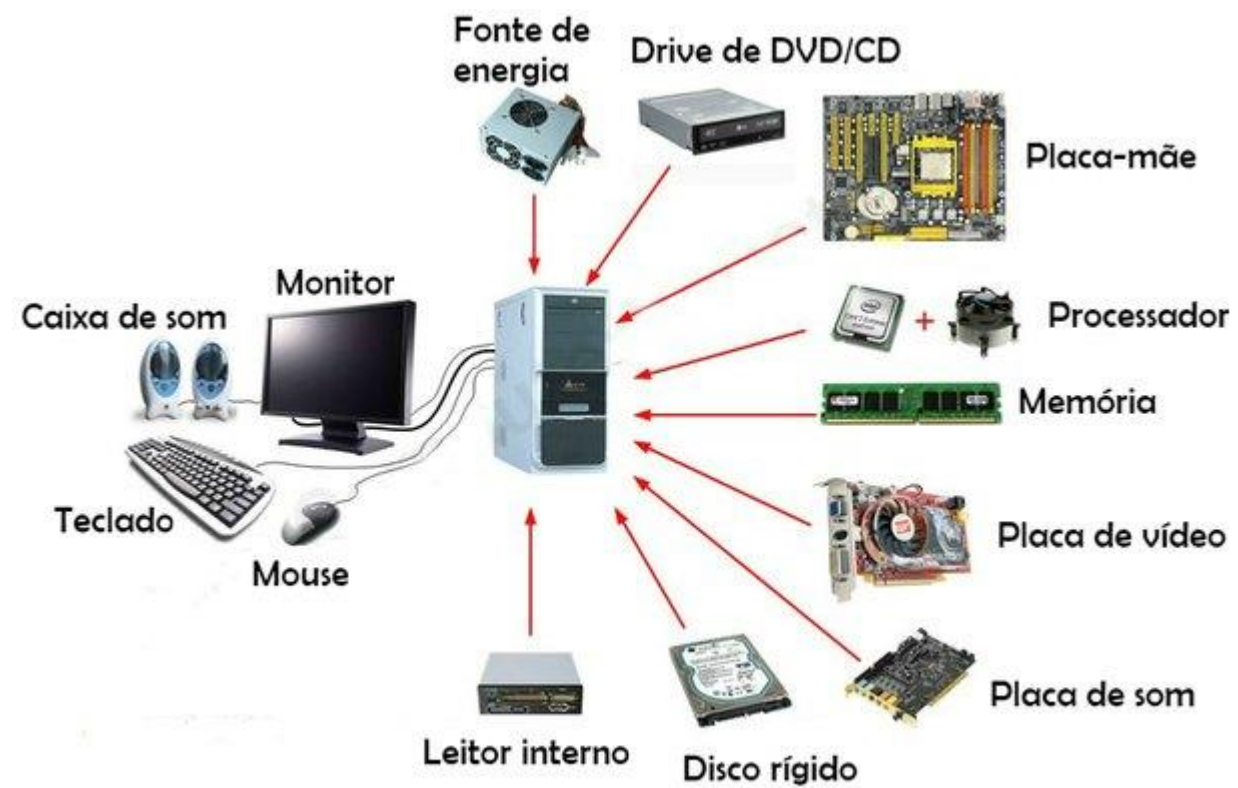 Fonte de
energia
Drive de DVD/CD
Placa-mãe
Monitor
Caixa de som
Processador
Memória
Teclado
Placa de vídeo
Mouse
Placa de som
Leitor interno
Disco rígido